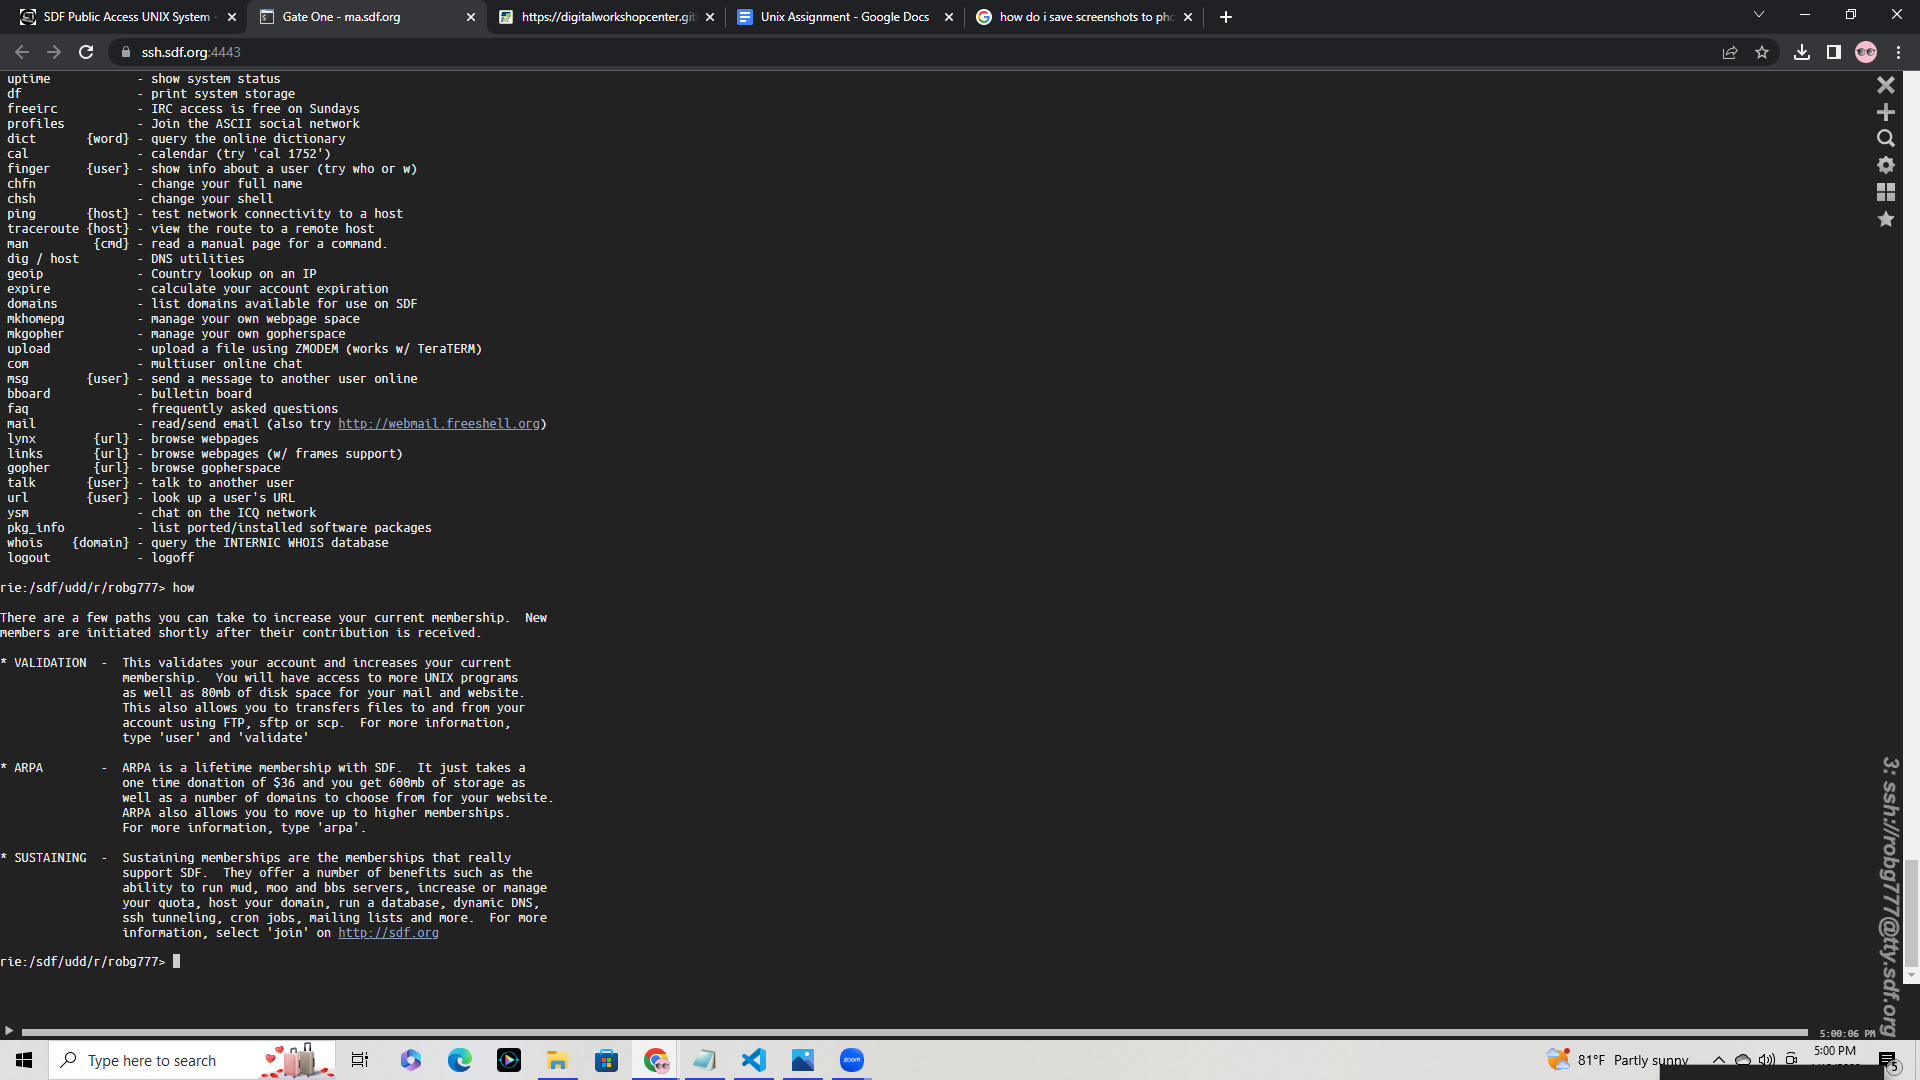 SDF Public Access UNIX System -
Gate One - ma.sdf.org
https://digitalworkshopcenter.git
Unix Assignment - Google Docs
how do i save screenshots to pho
ssh.sdf.org:4443
uptime - show system status
df - print system storage
freeirc - IRC access is free on Sundays
profiles - Join the ASCII social network
dict {word} - query the online dictionary
cal - calendar (try 'cal 1752')
finger {user} - show info about a user (try who or w)
chfn - change your full name
chsh - change your shell
ping {host} - test network connectivity to a host
traceroute {host} - view the route to a remote host
man {cmd} - read a manual page for a command.
dig / host - DNS utilities
geoip - Country lookup on an IP
expire - calculate your account expiration
domains - list domains available for use on SDF
mkhomepg - manage your own webpage space
mkgopher - manage your own gopherspace
upload - upload a file using ZMODEM (works w/ TeraTERM)
com - multiuser online chat
msg {user} - send a message to another user online
bboard - bulletin board
faq - frequently asked questions
mail - read/send email (also try http://webmail.freeshell.org)
lynx {url} - browse webpages
links {url} - browse webpages (w/ frames support)
gopher {url} - browse gopherspace
talk {user} - talk to another user
url {user} - look up a user's URL
ysm - chat on the ICQ network
pkg_info - list ported/installed software packages
whois {domain} - query the INTERNIC WHOIS database
logout - logoff
rie:/sdf/udd/r/robg777> how
There are a few paths you can take to increase your current membership. New
members are initiated shortly after their contribution is received.
* VALIDATION - This validates your account and increases your current
membership. You will have access to more UNIX programs
as well as 80mb of disk space for your mail and website.
This also allows you to transfers files to and from your
account using FTP, sftp or scp. For more information,
type 'user' and 'validate'
* ARPA - ARPA is a lifetime membership with SDF. It just takes a
one time donation of $36 and you get 600mb of storage as
well as a number of domains to choose from for your website.
ARPA also allows you to move up to higher memberships.
For more information, type 'arpa'.
* SUSTAINING - Sustaining memberships are the memberships that really
support SDF. They offer a number of benefits such as the
ability to run mud, moo and bbs servers, increase or manage
your quota, host your domain, run a database, dynamic DNS,
ssh tunneling, cron jobs, mailing lists and more. For more
information, select 'join' on http://sdf.org
rie:/sdf/udd/r/robg777>
3: ssh://robg777@tty.sdf.org
5:00:06 PM
Type here to search
zoom
81°F Partly sunny
5:00 PM
5